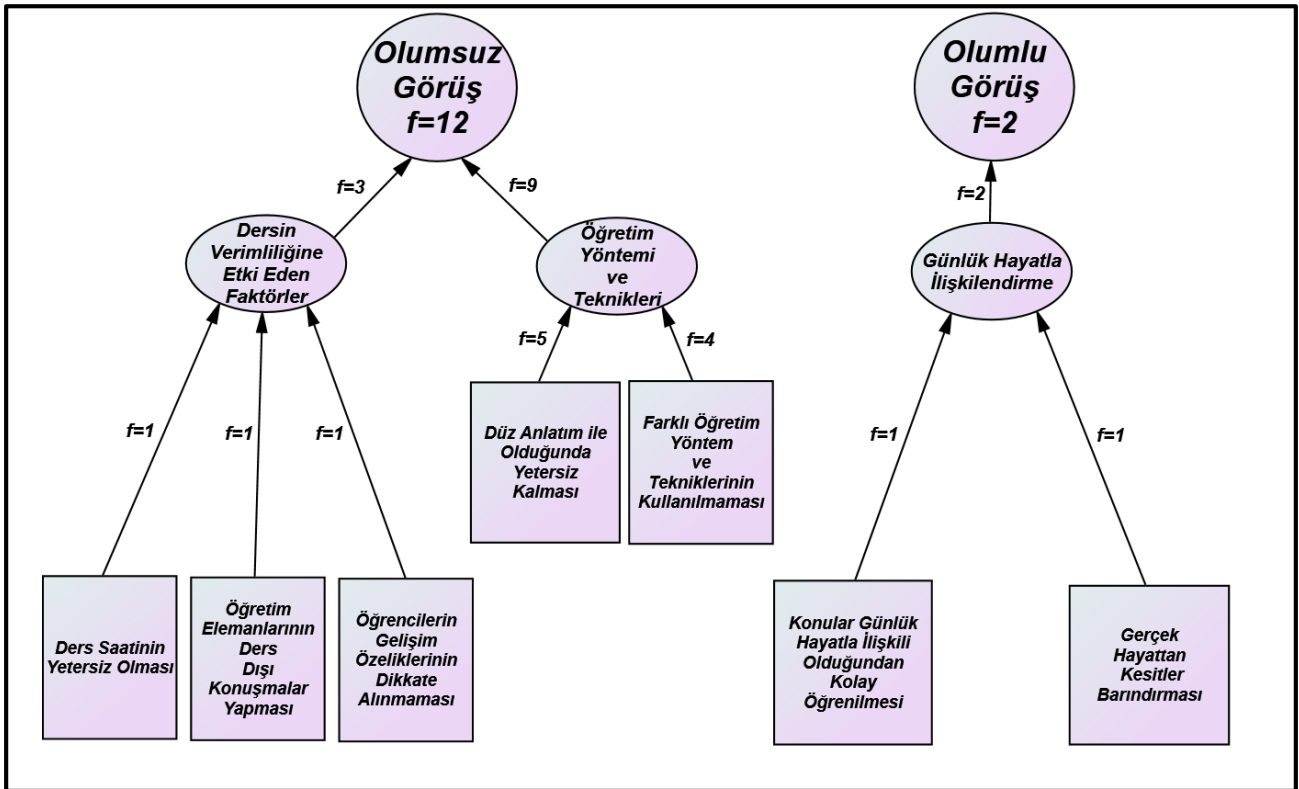 Olumsuz
Görüş
f=12
Olumlu
Görüş
f=2
f=3
f=9
f=2
Dersin
Verimliliğine
Etki Eden
Faktörler
Öğretim
Yöntemi
ve
Teknikleri
Günlük Hayatla
İlişkilendirme
f=5
f=4
f=1
f=1
f=1
f=1
f=1
Düz Anlatım ile
Olduğunda
Yetersiz
Kalması
Farklı Öğretim
Yöntem
ve
Tekniklerinin
Kullanılmaması
Ders Saatinin
Yetersiz Olması
Öğretim
Elemanlarının
Ders
Dışı
Konuşmalar
Yapması
Öğrencilerin
Gelişim
Özeliklerinin
Dikkate
Alınmaması
Konular Günlük
Hayatla İlişkili
Olduğundan
Kolay
Öğrenilmesi
Gerçek
Hayattan
Kesitler
Barındırması